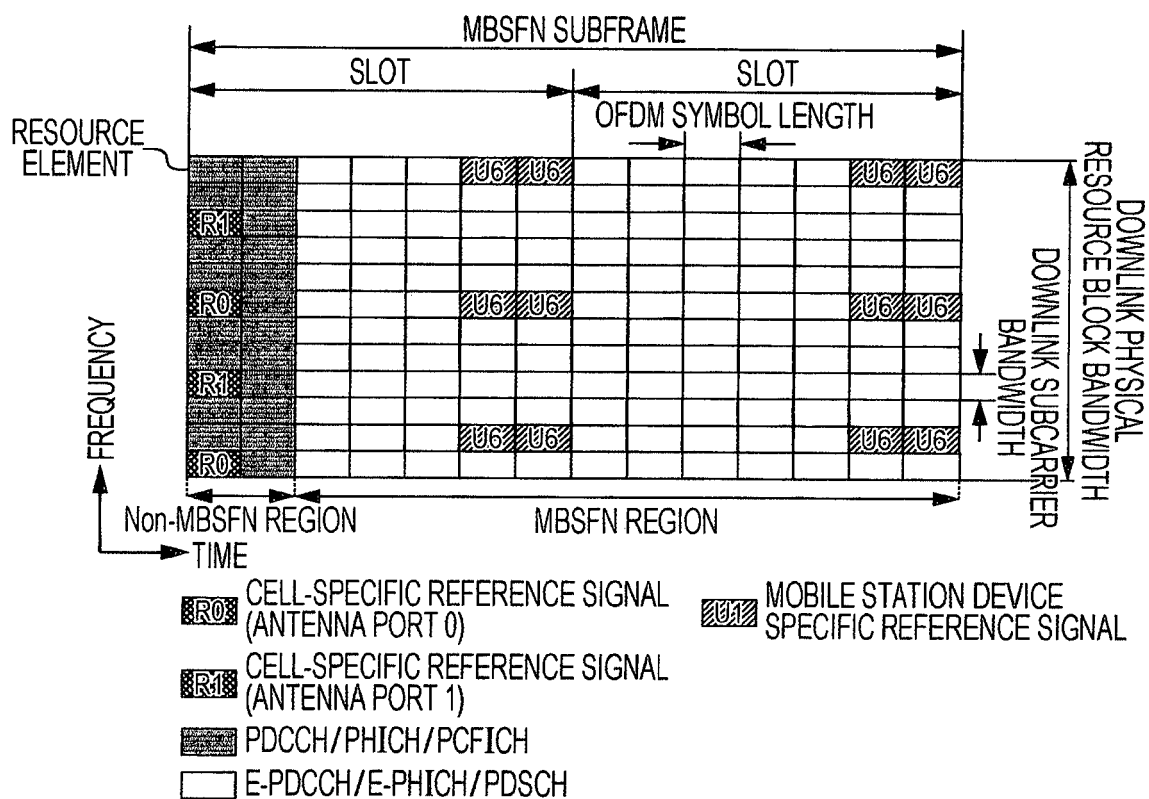 MBSFN SUBFRAME
SLOT SLOT
OFDM SYMBOL LENGTH
RESOURCE
ELEMENT
U6 U6 U6 U6
R1
R0 U6 U6 U6 U6
R1
U6 U6 U6 U6
R0
FREQUENCY
TIME
Non-MBSFN REGION
MBSFN REGION
DOWNLINK SUBCARRIER
BANDWIDTH
DOWNLINK PHYSICAL
RESOURCE BLOCK BANDWIDTH
R0 CELL-SPECIFIC REFERENCE SIGNAL
(ANTENNA PORT 0)
R1 CELL-SPECIFIC REFERENCE SIGNAL
(ANTENNA PORT 1)
PDCCH/PHICH/PCFICH
E-PDCCH/E-PHICH/PDSCH
U1 MOBILE STATION DEVICE
SPECIFIC REFERENCE SIGNAL